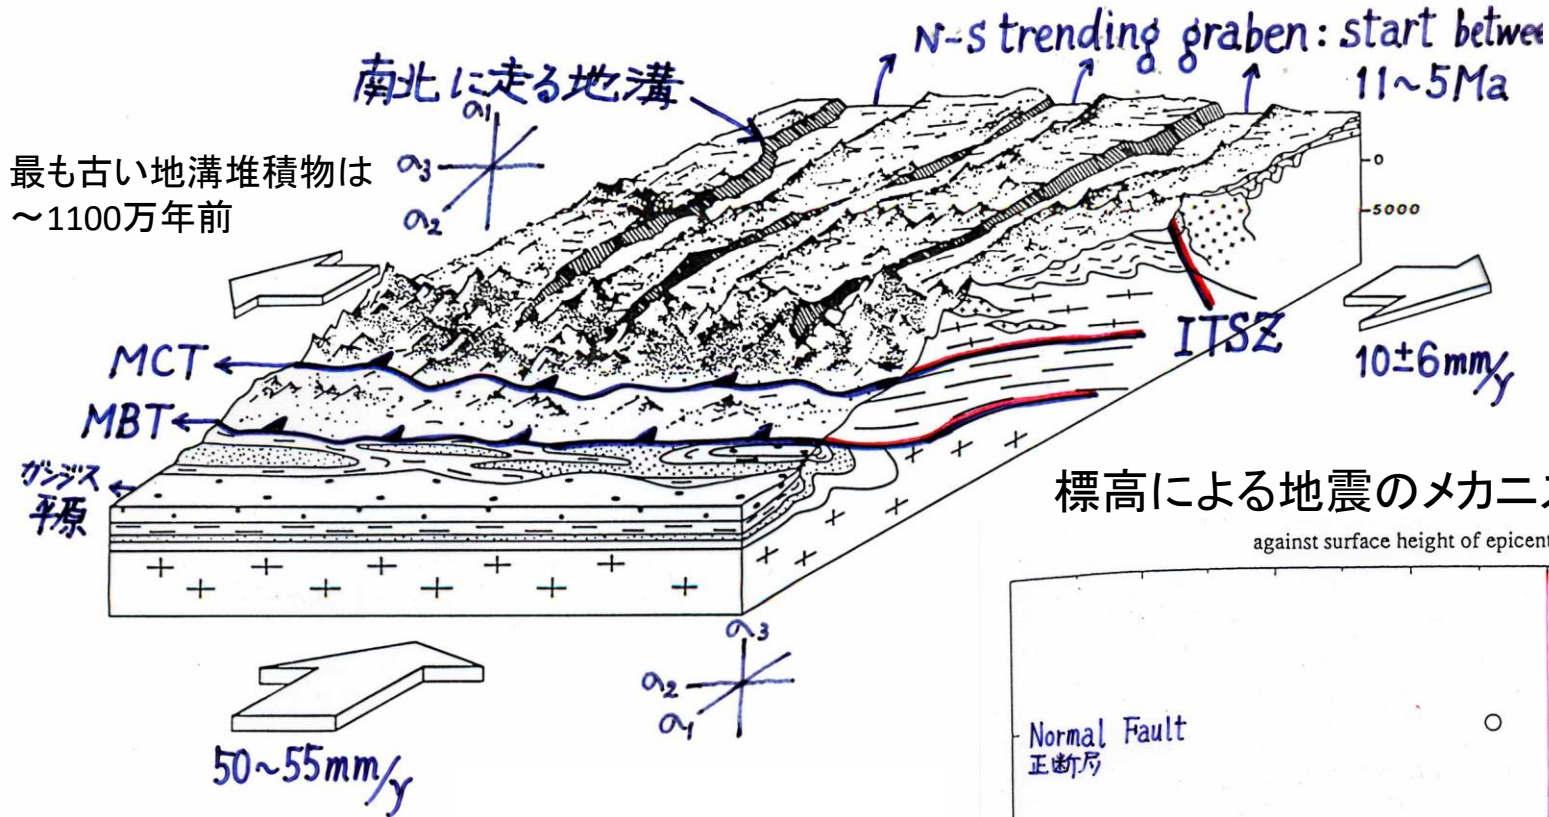 N-S trending graben: start betwee
11~5Ma
南北に走る地溝
σ1
σ3
σ2
最も古い地溝堆積物は
～1100万年前
0
-5000
ITSZ
10±6mm/y
MCT
MBT
ガンジス
平原
標高による地震のメカニ
against surface height of epicent
σ3
σ2
σ1
50~55mm/y
Normal Fault
正断層